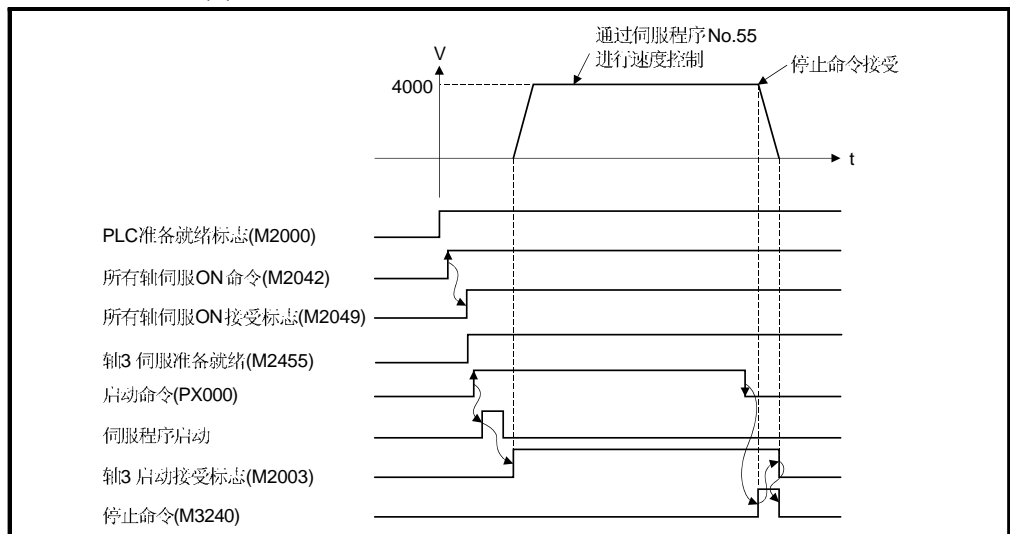 通过伺服程序No.55
进行速度控制
V
停止命令接受
4000
t
PLC准备就绪标志(M2000)
所有轴伺服ON命令(M2042)
所有轴伺服ON接受标志(M2049)
轴3 伺服准备就绪(M2455)
启动命令(PX000)
伺服程序启动
轴3 启动接受标志(M2003)
停止命令(M3240)